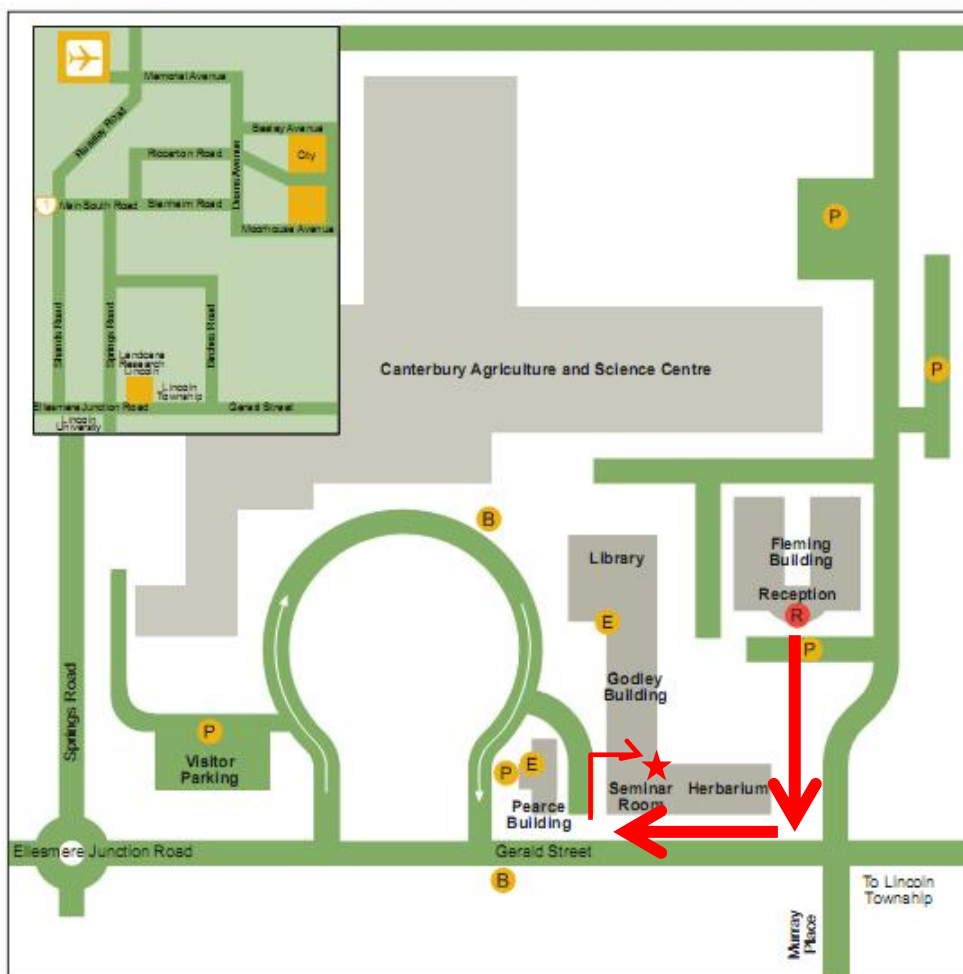 Memorial Avenue
Russley Road
Bealey Avenue
City
Riccarton Road
Deans Avenue
1
Main South Road
Blenheim Road
Moorhouse Avenue
Shands Road
Springs Road
Birches Road
Landcare
Research
Lincoln
Lincoln
Township
Ellesmere Junction Road
Gerald Street
Lincoln
University
P
P
Canterbury Agriculture and Science Centre
B
Library
Fleming
Building
Reception
R
E
P
Godley
Building
Springs Road
P
Visitor
Parking
P
E
Seminar
Room
Herbarium
Pearce
Building
Ellesmere Junction Road
Gerald Street
B
To Lincoln
Township
Murray
Place